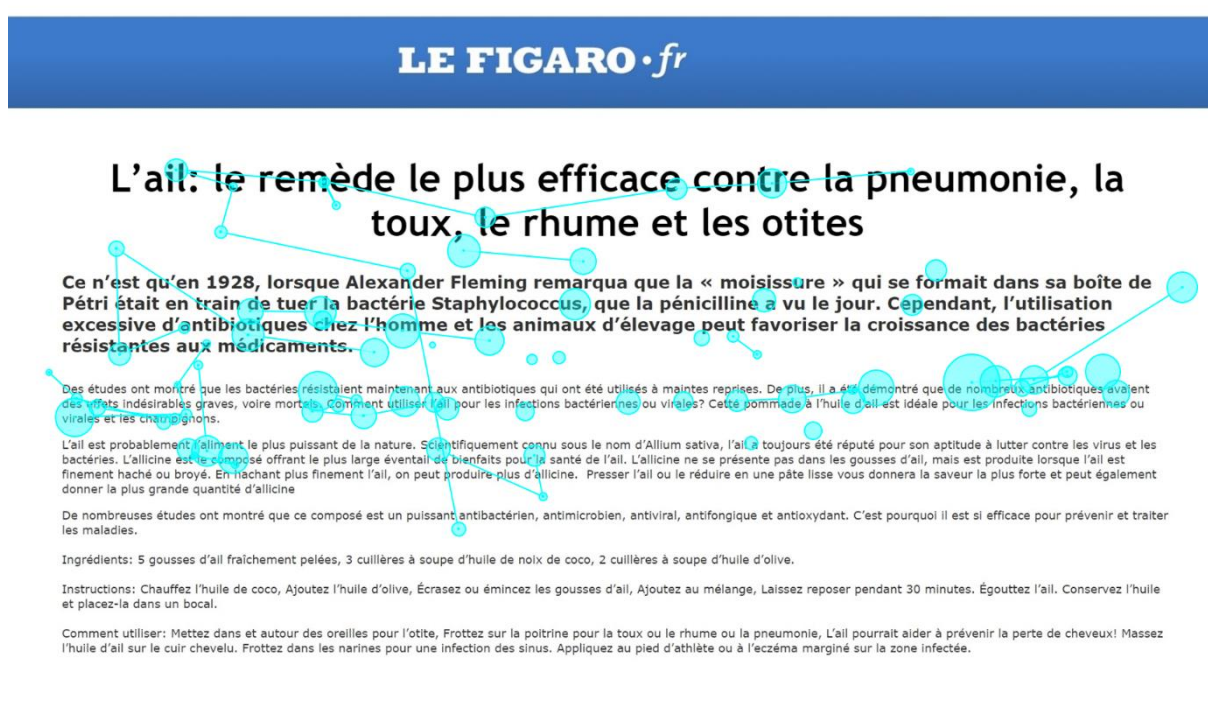 LE FIGARO·fr
L’ail: le remède le plus efficace contre la pneumonie, la
toux, le rhume et les otites
Ce n’est qu’en 1928, lorsque Alexander Fleming remarqua que la « moisissure » qui se formait dans sa boîte de
Pétri était en train de tuer la bactérie Staphylococcus, que la pénicilline a vu le jour. Cependant, l’utilisation
excessive d’antibiotiques chez l’homme et les animaux d’élevage peut favoriser la croissance des bactéries
résistantes aux médicaments.
Des études ont montré que les bactéries résistaient maintenant aux antibiotiques qui ont été utilisés à maintes reprises. De plus, il a été démontré que de nombreux antibiotiques avaient
des effets indésirables graves, voire mortels. Comment utiliser l’ail pour les infections bactériennes ou virales? Cette pommade à l’huile d’ail est idéale pour les infections bactériennes ou
virales et les champignons.
L’ail est probablement l’aliment le plus puissant de la nature. Scientifiquement connu sous le nom d’Allium sativa, l’ail a toujours été réputé pour son aptitude à lutter contre les virus et les
bactéries. L’allicine est le composé offrant le plus large éventail de bienfaits pour la santé de l’ail. L’allicine ne se présente pas dans les gousses d’ail, mais est produite lorsque l’ail est
finement haché ou broyé. En hachant plus finement l’ail, on peut produire plus d’allicine. Presser l’ail ou le réduire en une pâte lisse vous donnera la saveur la plus forte et peut également
donner la plus grande quantité d’allicine
De nombreuses études ont montré que ce composé est un puissant antibactérien, antimicrobien, antiviral, antifongique et antioxydant. C’est pourquoi il est si efficace pour prévenir et traiter
les maladies.
Ingrédients: 5 gousses d’ail fraîchement pelées, 3 cuillères à soupe d’huile de noix de coco, 2 cuillères à soupe d’huile d’olive.
Instructions: Chauffez l’huile de coco, Ajoutez l’huile d’olive, Écrasez ou émincez les gousses d’ail, Ajoutez au mélange, Laissez reposer pendant 30 minutes. Égouttez l’ail. Conservez l’huile
et placez-la dans un bocal.
Comment utiliser: Mettez dans et autour des oreilles pour l’otite, Frottez sur la poitrine pour la toux ou le rhume ou la pneumonie, L’ail pourrait aider à prévenir la perte de cheveux! Massez
l’huile d’ail sur le cuir chevelu. Frottez dans les narines pour une infection des sinus. Appliquez au pied d’athlète ou à l’eczéma marginé sur la zone infectée.